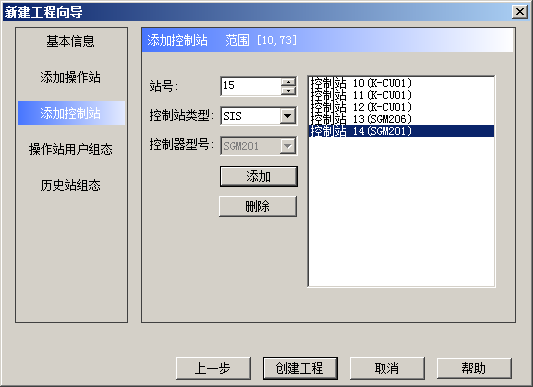 新建工程向导
基本信息
添加操作站
添加控制站
操作站用户组态
历史站组态
添加控制站 范围 [10,73]
站号: 15
控制站类型: SIS
控制器型号: SGM201
添加
删除
控制站 10(K-CU01)
控制站 11(K-CU01)
控制站 12(K-CU01)
控制站 13(SGM206)
控制站 14(SGM201)
上一步 创建工程 取消 帮助